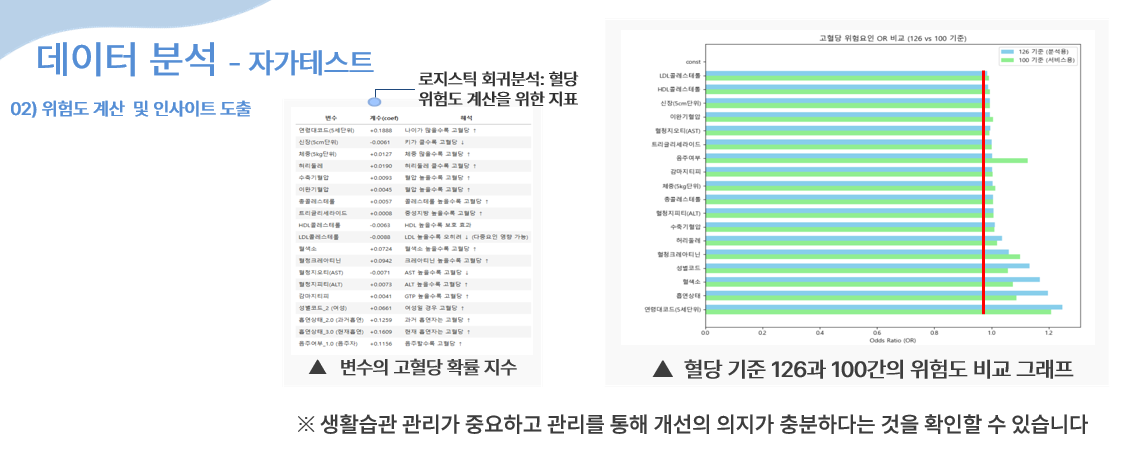 데이터 분석 - 자가테스트
02) 위험도 계산 및 인사이트 도출
로지스틱 회귀분석: 혈당
위험도 계산을 위한 지표
변수 계수(coef) 해석
연령대코드(5세단위) +0.1888 나이가 많을수록 고혈당 ↑
신장(5cm단위) -0.0061 키가 클수록 고혈당 ↓
체중(5kg단위) +0.0127 체중 많을수록 고혈당 ↑
허리둘레 +0.0190 허리둘레 클수록 고혈당 ↑
수축기혈압 +0.0093 혈압 높을수록 고혈당 ↑
이완기혈압 +0.0045 혈압 높을수록 고혈당 ↑
총콜레스테롤 +0.0057 콜레스테롤 높을수록 고혈당 ↑
트리글리세라이드 +0.0008 중성지방 높을수록 고혈당 ↑
HDL콜레스테롤 -0.0063 HDL 높을수록 보호 효과
LDL콜레스테롤 -0.0088 LDL 높을수록 오히려 ↓ (다중요인 영향 가능)
혈색소 +0.0724 혈색소 높을수록 고혈당 ↑
혈청크레아티닌 +0.0942 크레아티닌 높을수록 고혈당 ↑
혈청지오티(AST) -0.0071 AST 높을수록 고혈당 ↓
혈청지피티(ALT) +0.0073 ALT 높을수록 고혈당 ↑
감마지티피 +0.0041 GTP 높을수록 고혈당 ↑
성별코드_2 (여성) +0.0661 여성일 경우 고혈당 ↑
흡연상태_2.0 (과거흡연) +0.1259 과거 흡연자는 고혈당 ↑
흡연상태_3.0 (현재흡연) +0.1609 현재 흡연자는 고혈당 ↑
음주여부_1.0 (음주자) +0.1156 음주할수록 고혈당 ↑
▲ 변수의 고혈당 확률 지수
고혈당 위험요인 OR 비교 (126 vs 100 기준)
126 기준 (분석용)
100 기준 (서비스용)
const
LDL콜레스테롤
HDL콜레스테롤
신장(5cm단위)
이완기혈압
혈청지오티(AST)
트리글리세라이드
음주여부
감마지티피
체중(5kg단위)
총콜레스테롤
혈청지피티(ALT)
수축기혈압
허리둘레
혈청크레아티닌
성별코드
혈색소
흡연상태
연령대코드(5세단위)
0.0 0.2 0.4 0.6 0.8 1.0 1.2
Odds Ratio (OR)
▲ 혈당 기준 126과 100간의 위험도 비교 그래프
※ 생활습관 관리가 중요하고 관리를 통해 개선의 의지가 충분하다는 것을 확인할 수 있습니다